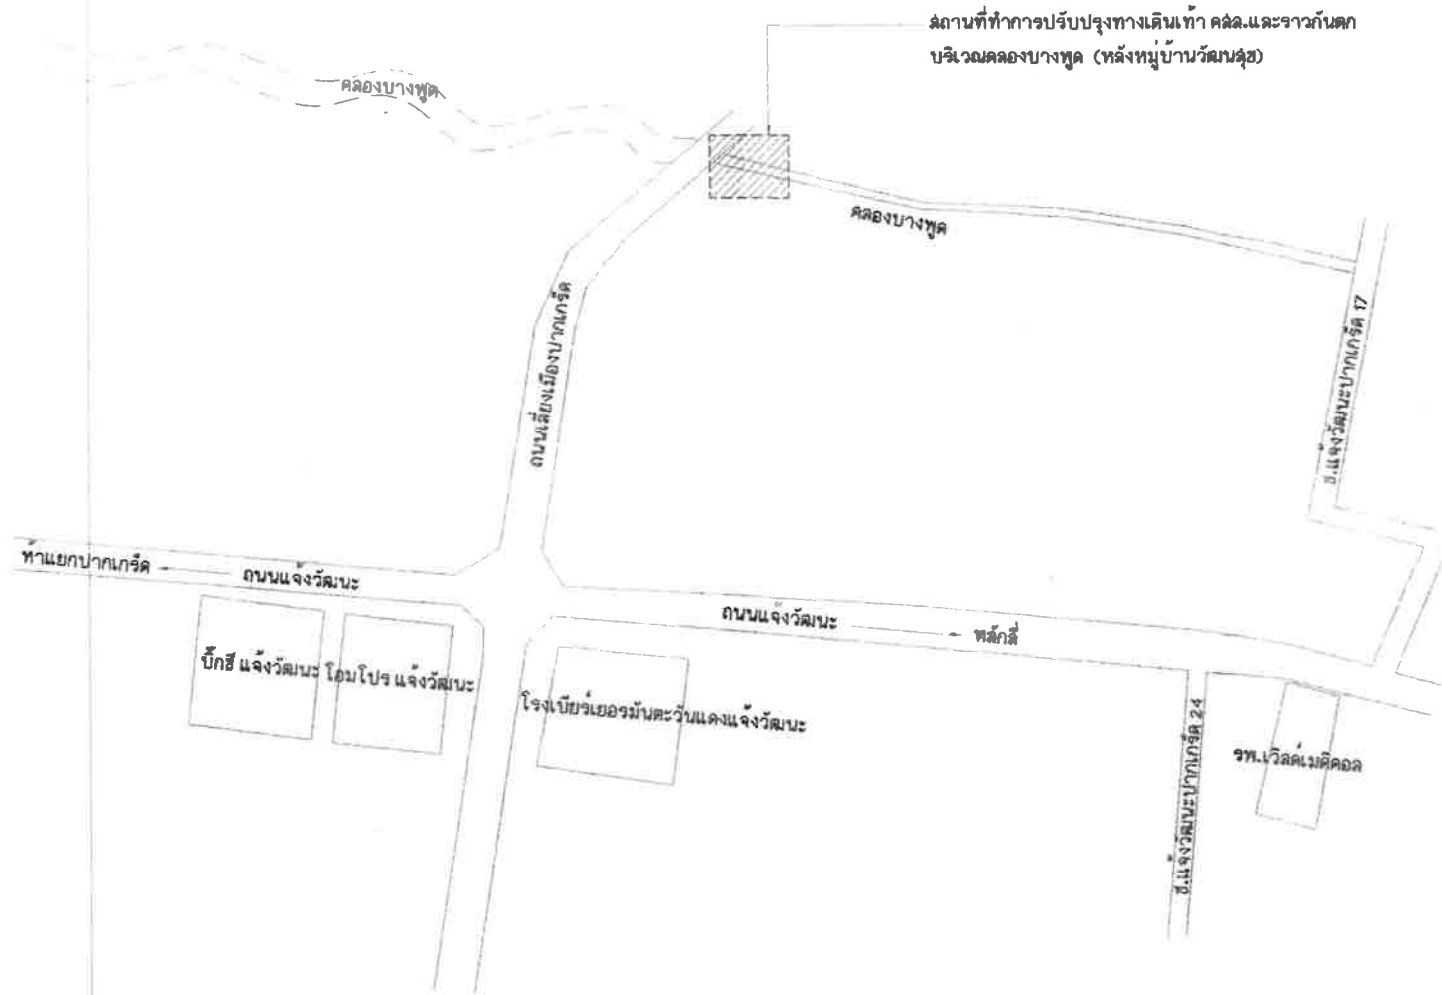 สถานที่ทำการปรับปรุงทางเดินเท้า คสล.และราวกันตก
บริเวณคลองบางพูด (หลังหมู่บ้านวัฒนสุข)
คลองบางพูด
คลองบางพูด
ถนนเลี่ยงเมืองปากเกร็ด
ซ.แจ้งวัฒนะปากเกร็ด 17
ห้าแยกปากเกร็ด
ถนนแจ้งวัฒนะ
ถนนแจ้งวัฒนะ
หลักสี่
บิ๊กซี แจ้งวัฒนะ
โฮมโปร แจ้งวัฒนะ
โรงเบียร์เยอรมันตะวันแดงแจ้งวัฒนะ
ซ.แจ้งวัฒนะปากเกร็ด 24
รพ.เวิลด์เมดิคอล